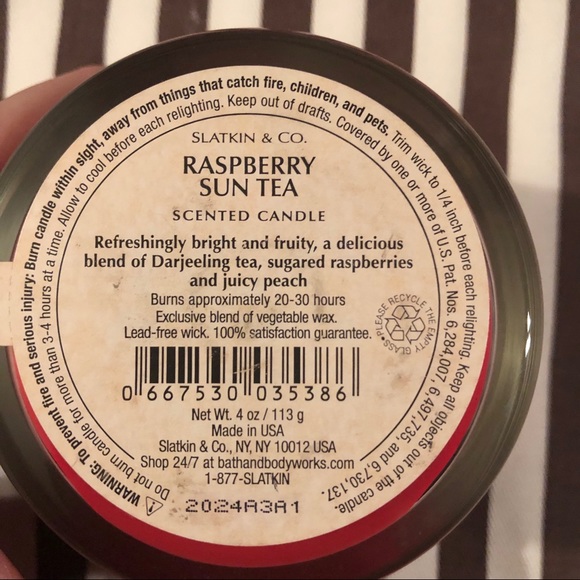 SLATKIN & CO.
RASPBERRY
SUN TEA
SCENTED CANDLE
Refreshingly bright and fruity, a delicious
blend of Darjeeling tea, sugared raspberries
and juicy peach
Burns approximately 20-30 hours
Exclusive blend of vegetable wax.
Lead-free wick. 100% satisfaction guarantee.
0 667530 035386
Net Wt. 4 oz / 113 g
Made in USA
Slatkin & Co., NY, NY 10012 USA
Shop 24/7 at bathandbodyworks.com
1-877-SLATKIN
2024A3A1
PLEASE RECYCLE THE EMPTY GLASS
WARNING: To prevent fire and serious injury: Burn candle within sight, away from things that catch fire, children, and pets. Trim wick to 1/4 inch before each relighting. Keep all objects out of the candle.
Do not burn candle for more than 3-4 hours at a time. Allow to cool before each relighting. Keep out of drafts. Covered by one or more of U.S. Pat. Nos. 6,284,007, 6,497,735, and 6,730,137.